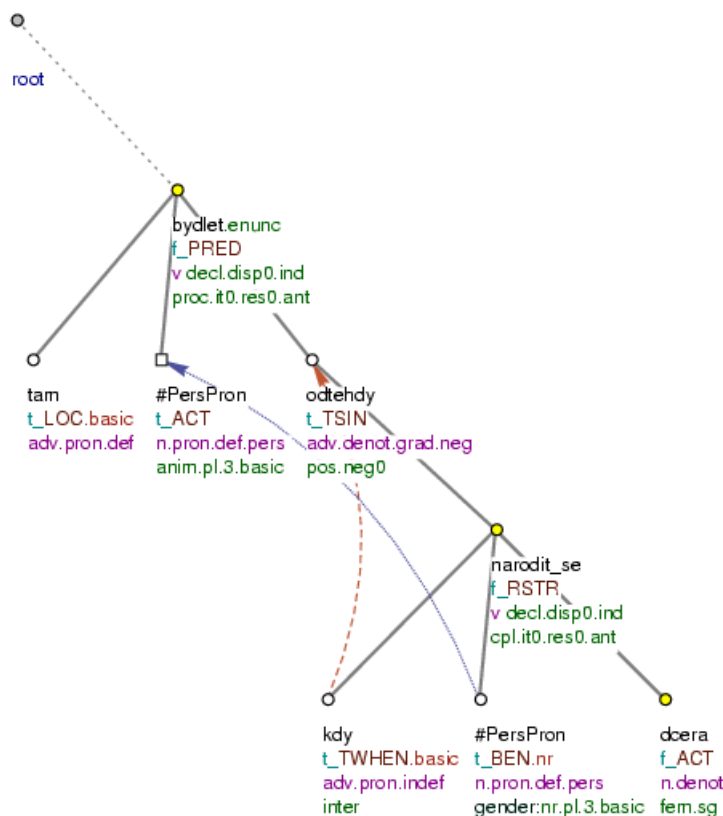 root
bydlet.enunc
f_PRED
v decl.disp0.ind
proc.it0.res0.ant
tam
t_LOC.basic
adv.pron.def
#PersPron
t_ACT
n.pron.def.pers
anim.pl.3.basic
odtehdy
t_TSIN
adv.denot.grad.neg
pos.neg0
narodit_se
f_RSTR
v decl.disp0.ind
cpl.it0.res0.ant
kdy
t_TWHEN.basic
adv.pron.indef
inter
#PersPron
t_BEN.nr
n.pron.def.pers
gender:nr.pl.3.basic
dcera
f_ACT
n.denot
fem.sg